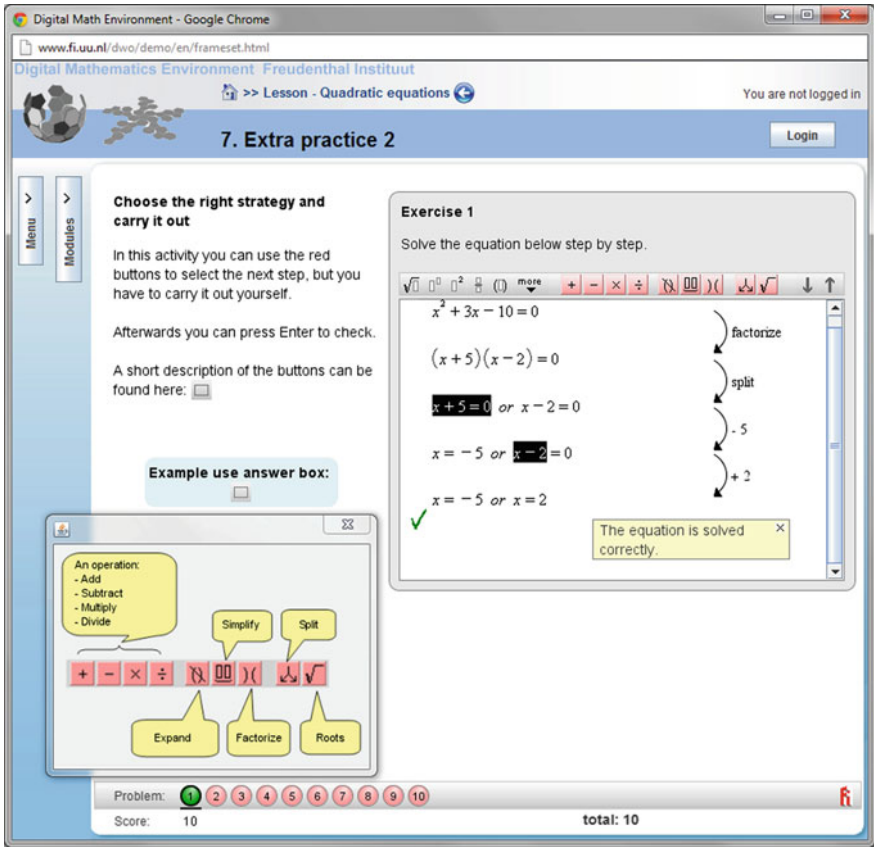 Digital Math Environment - Google Chrome
www.fi.uu.nl/dwo/demo/en/frameset.html
Digital Mathematics Environment Freudenthal Instituut
>> Lesson - Quadratic equations
You are not logged in
7. Extra practice 2
Login
Menu >
Modules >
Choose the right strategy and
carry it out
In this activity you can use the red
buttons to select the next step, but you
have to carry it out yourself.
Afterwards you can press Enter to check.
A short description of the buttons can be
found here:
Example use answer box:
Exercise 1
Solve the equation below step by step.
more + − × ÷
x² + 3x − 10 = 0
factorize
(x + 5)(x − 2) = 0
split
x + 5 = 0 or x − 2 = 0
- 5
x = − 5 or x − 2 = 0
+ 2
x = − 5 or x = 2
The equation is solved
correctly.
An operation:
- Add
- Subtract
- Multiply
- Divide
Simplify
Split
+ − × ÷
Expand
Factorize
Roots
Problem: 1 2 3 4 5 6 7 8 9 10
Score: 10
total: 10